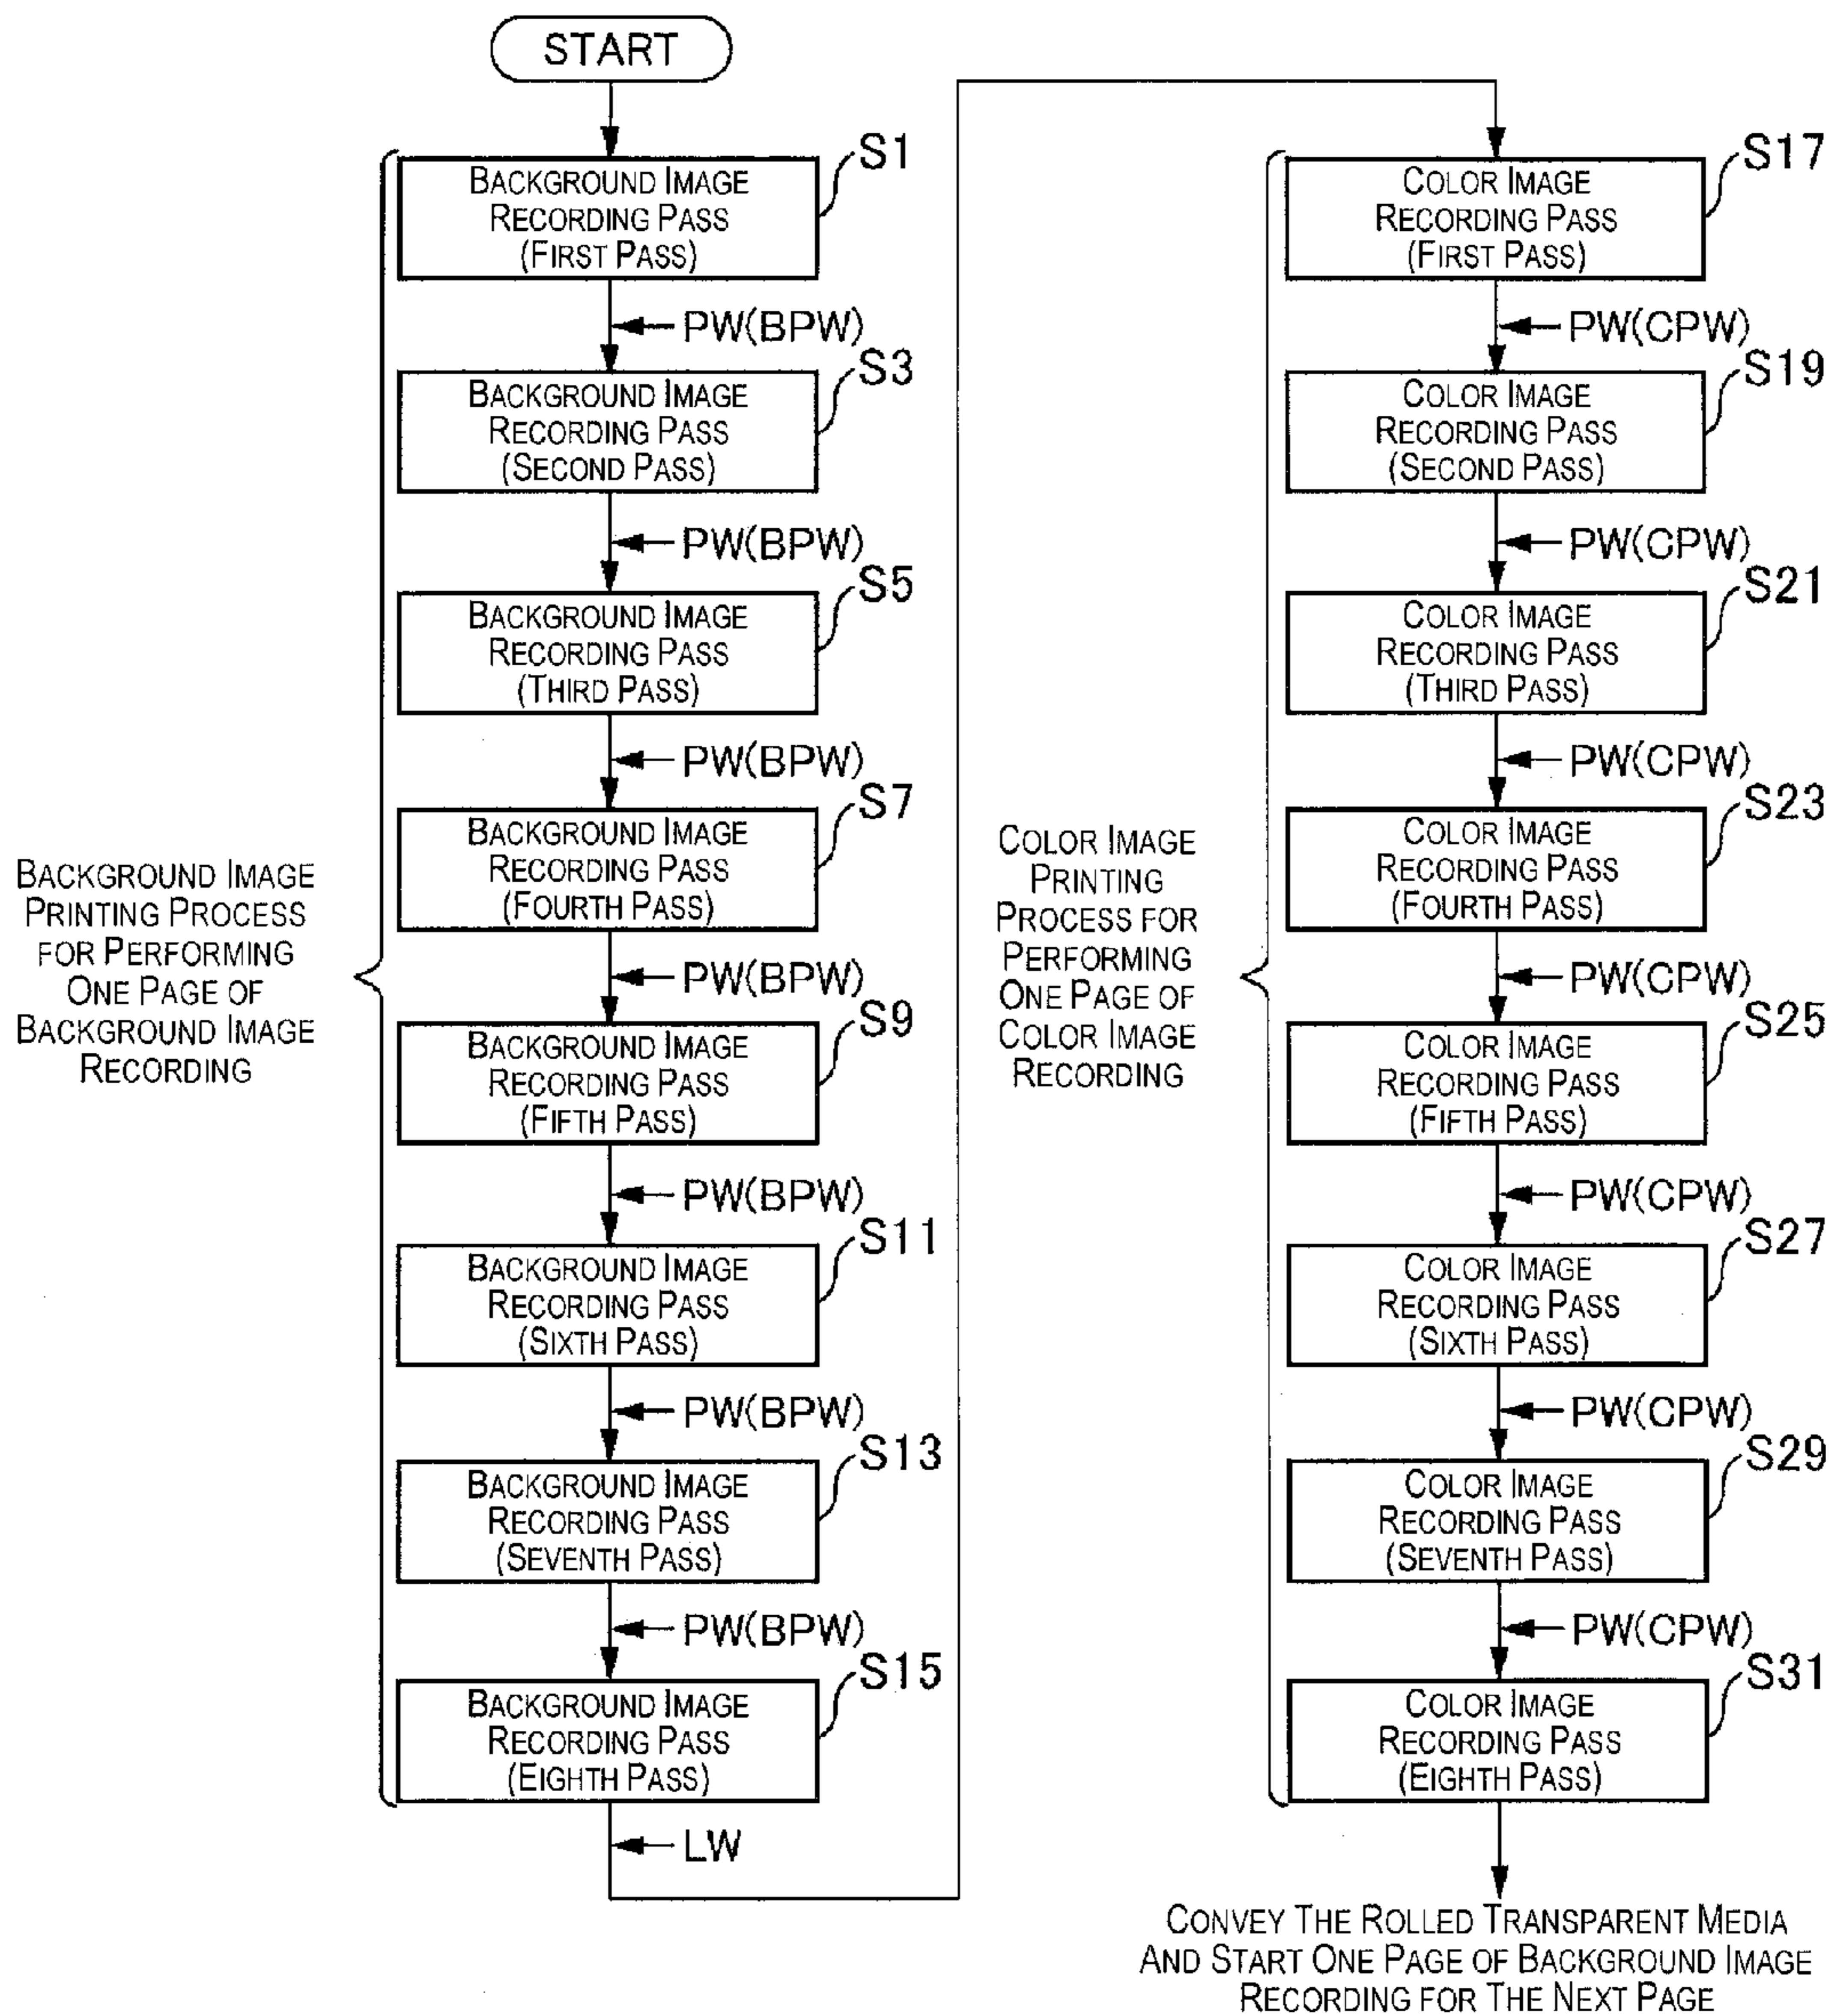 START
BACKGROUND IMAGE
RECORDING PASS
(FIRST PASS)
S1
PW(BPW)
BACKGROUND IMAGE
RECORDING PASS
(SECOND PASS)
S3
PW(BPW)
BACKGROUND IMAGE
RECORDING PASS
(THIRD PASS)
S5
PW(BPW)
BACKGROUND IMAGE
RECORDING PASS
(FOURTH PASS)
S7
BACKGROUND IMAGE
PRINTING PROCESS
FOR PERFORMING
ONE PAGE OF
BACKGROUND IMAGE
RECORDING
PW(BPW)
BACKGROUND IMAGE
RECORDING PASS
(FIFTH PASS)
S9
PW(BPW)
BACKGROUND IMAGE
RECORDING PASS
(SIXTH PASS)
S11
PW(BPW)
BACKGROUND IMAGE
RECORDING PASS
(SEVENTH PASS)
S13
PW(BPW)
BACKGROUND IMAGE
RECORDING PASS
(EIGHTH PASS)
S15
LW
COLOR IMAGE
RECORDING PASS
(FIRST PASS)
S17
PW(CPW)
COLOR IMAGE
RECORDING PASS
(SECOND PASS)
S19
PW(CPW)
COLOR IMAGE
RECORDING PASS
(THIRD PASS)
S21
PW(CPW)
COLOR IMAGE
RECORDING PASS
(FOURTH PASS)
S23
COLOR IMAGE
PRINTING
PROCESS FOR
PERFORMING
ONE PAGE OF
COLOR IMAGE
RECORDING
PW(CPW)
COLOR IMAGE
RECORDING PASS
(FIFTH PASS)
S25
PW(CPW)
COLOR IMAGE
RECORDING PASS
(SIXTH PASS)
S27
PW(CPW)
COLOR IMAGE
RECORDING PASS
(SEVENTH PASS)
S29
PW(CPW)
COLOR IMAGE
RECORDING PASS
(EIGHTH PASS)
S31
CONVEY THE ROLLED TRANSPARENT MEDIA
AND START ONE PAGE OF BACKGROUND IMAGE
RECORDING FOR THE NEXT PAGE